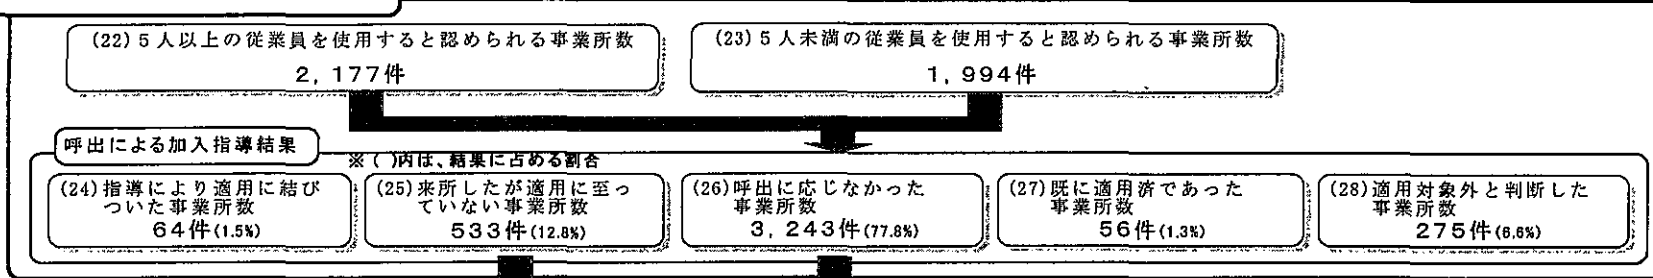 (22)5人以上の従業員を使用すると認められる事業所数
2,177件
(23)5人未満の従業員を使用すると認められる事業所数
1,994件
呼出による加入指導結果
※( )内は、結果に占める割合
(24)指導により適用に結び
ついた事業所数
64件(1.5%)
(25)来所したが適用に至っ
ていない事業所数
533件(12.8%)
(26)呼出に応じなかった
事業所数
3,243件(77.8%)
(27)既に適用済であった
事業所数
56件(1.3%)
(28)適用対象外と判断した
事業所数
275件(6.6%)